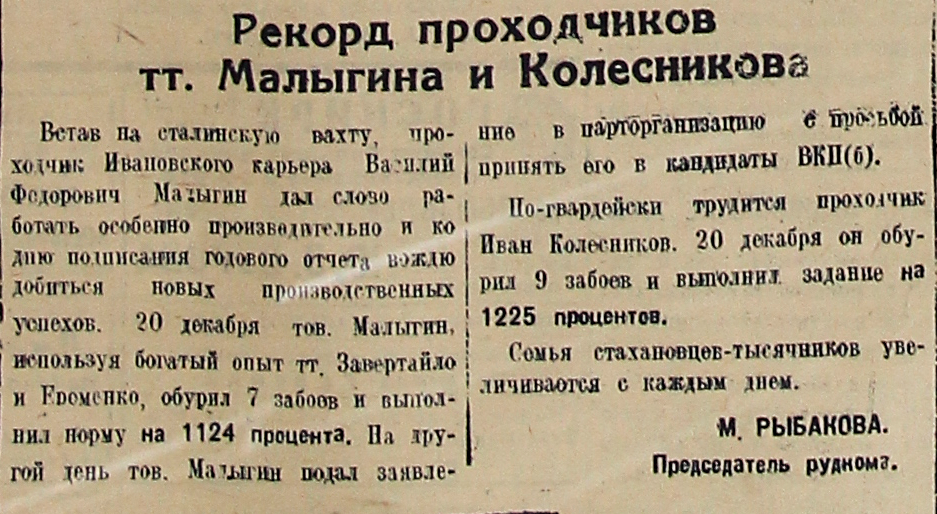 Рекорд проходчиков
тт. Малыгина и Колесникова
Встав на сталинскую вахту, про-
ходчик Ивановского карьера Василий
Федорович Малыгин дал слово ра-
ботать особенно производительно и ко
дню подписания годового отчета вождю
добиться новых производственных
успехов. 20 декабря тов. Малыгин,
используя богатый опыт тт. Завертайло
и Еременко, обурил 7 забоев и выпол-
нил норму на 1124 процента. На дру-
гой день тов. Малыгин подал заявле-
ние в парторганизацию с просьбой
принять его в кандидаты ВКП(б).
По-гвардейски трудится проходчик
Иван Колесников. 20 декабря он обу-
рил 9 забоев и выполнил задание на
1225 процентов.
Семья стахановцев-тысячников уве-
личивается с каждым днем.
М. РЫБАКОВА.
Председатель рудкома.